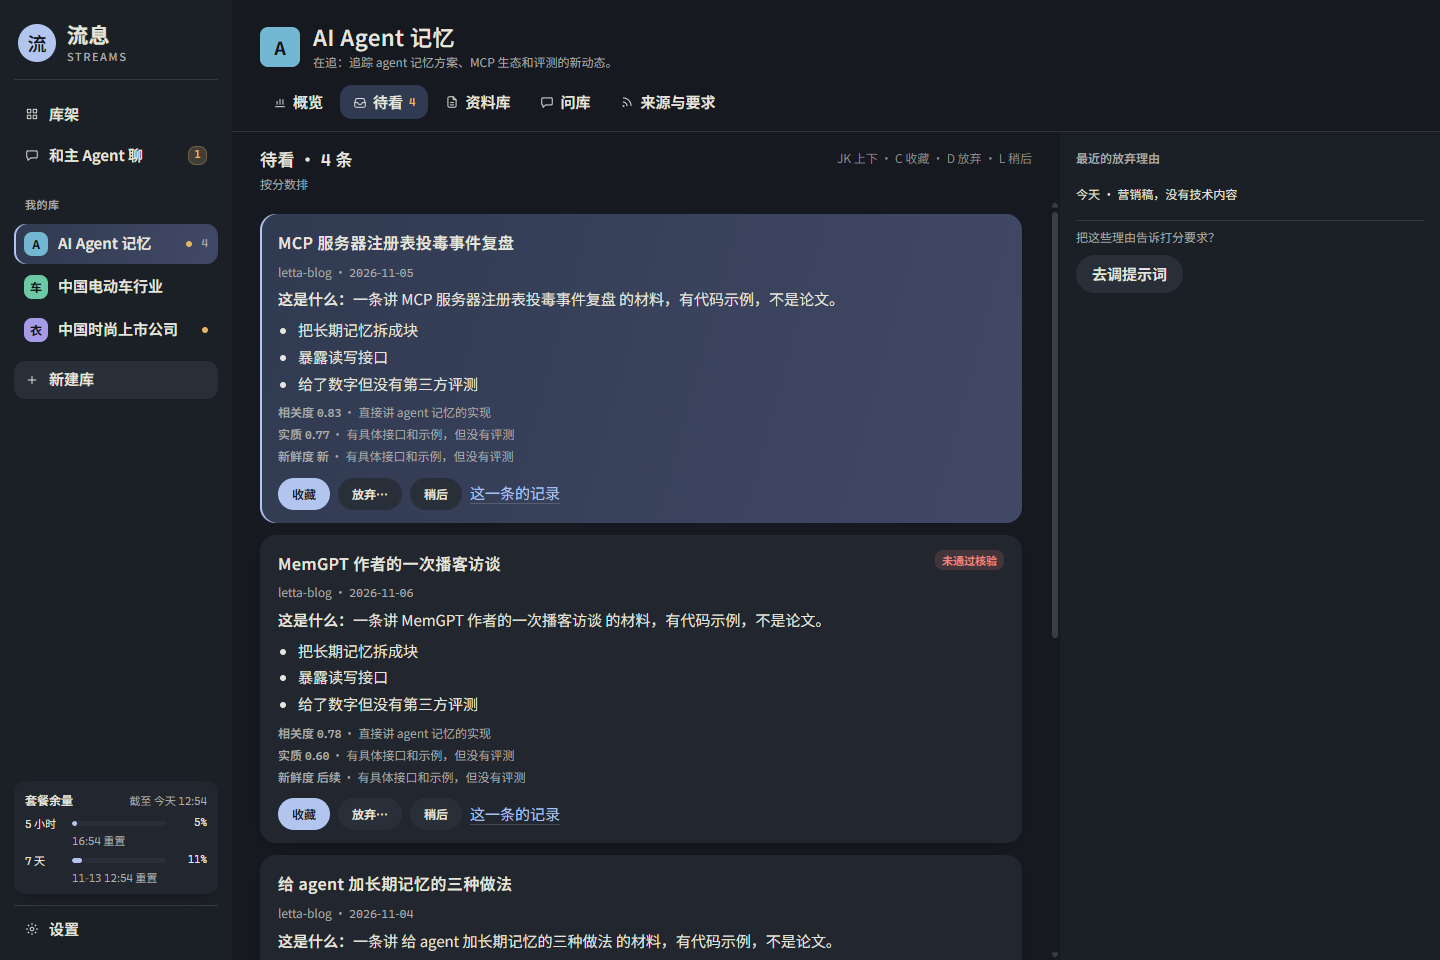 流
流息
STREAMS
库架
和主 Agent 聊
1
我的库
A
AI Agent 记忆
4
车
中国电动车行业
衣
中国时尚上市公司
新建库
套餐余量
截至 今天 12:54
5 小时
5%
16:54 重置
7 天
11%
11-13 12:54 重置
设置
A
AI Agent 记忆
在追：追踪 agent 记忆方案、MCP 生态和评测的新动态。
概览
待看 4
资料库
问库
来源与要求
待看 · 4 条
JK 上下 · C 收藏 · D 放弃 · L 稍后
按分数排
MCP 服务器注册表投毒事件复盘
letta-blog · 2026-11-05
这是什么：一条讲 MCP 服务器注册表投毒事件复盘 的材料，有代码示例，不是论文。
• 把长期记忆拆成块
• 暴露读写接口
• 给了数字但没有第三方评测
相关度 0.83 · 直接讲 agent 记忆的实现
实质 0.77 · 有具体接口和示例，但没有评测
新鲜度 新 · 有具体接口和示例，但没有评测
收藏
放弃…
稍后
这一条的记录
MemGPT 作者的一次播客访谈
未通过核验
letta-blog · 2026-11-06
这是什么：一条讲 MemGPT 作者的一次播客访谈 的材料，有代码示例，不是论文。
• 把长期记忆拆成块
• 暴露读写接口
• 给了数字但没有第三方评测
相关度 0.78 · 直接讲 agent 记忆的实现
实质 0.60 · 有具体接口和示例，但没有评测
新鲜度 后续 · 有具体接口和示例，但没有评测
收藏
放弃…
稍后
这一条的记录
给 agent 加长期记忆的三种做法
letta-blog · 2026-11-04
这是什么：一条讲 给 agent 加长期记忆的三种做法 的材料，有代码示例，不是论文。
最近的放弃理由
今天 · 营销稿，没有技术内容
把这些理由告诉打分要求？
去调提示词